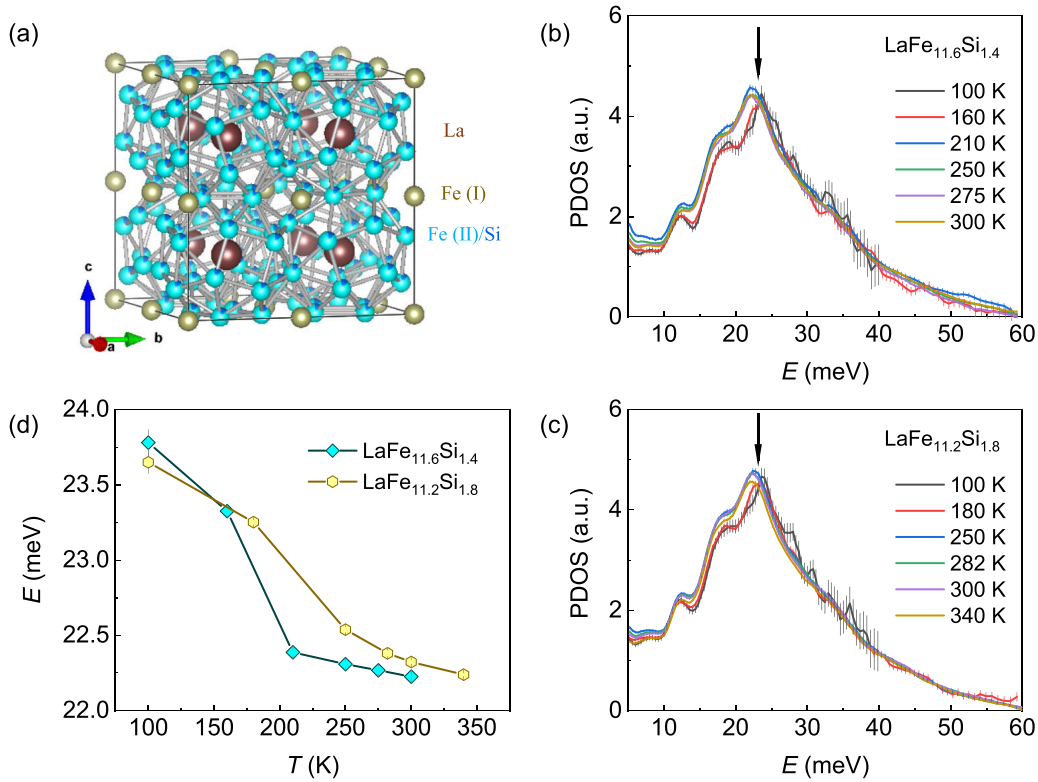 (a)
La
Fe (I)
Fe (II)/Si
c
a
b
(b)
LaFe11.6Si1.4
100 K
160 K
210 K
250 K
275 K
300 K
PDOS (a.u.)
6
4
2
0
10 20 30 40 50 60
E (meV)
(d)
LaFe11.6Si1.4
LaFe11.2Si1.8
E (meV)
24.0
23.5
23.0
22.5
22.0
100 150 200 250 300 350
T (K)
(c)
LaFe11.2Si1.8
100 K
180 K
250 K
282 K
300 K
340 K
PDOS (a.u.)
6
4
2
0
10 20 30 40 50 60
E (meV)